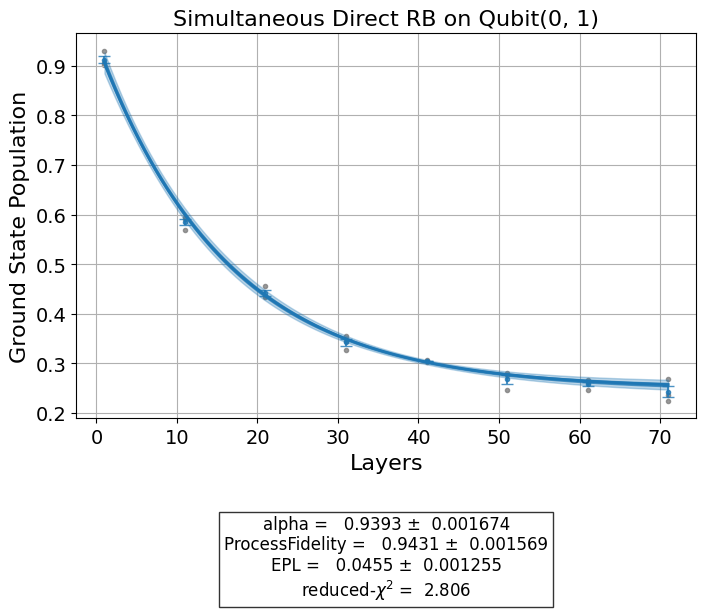 Simultaneous Direct RB on Qubit(0, 1)
Ground State Population
0.9
0.8
0.7
0.6
0.5
0.4
0.3
0.2
0 10 20 30 40 50 60 70
Layers
alpha = 0.9393 ± 0.001674
ProcessFidelity = 0.9431 ± 0.001569
EPL = 0.0455 ± 0.001255
reduced-χ² = 2.806